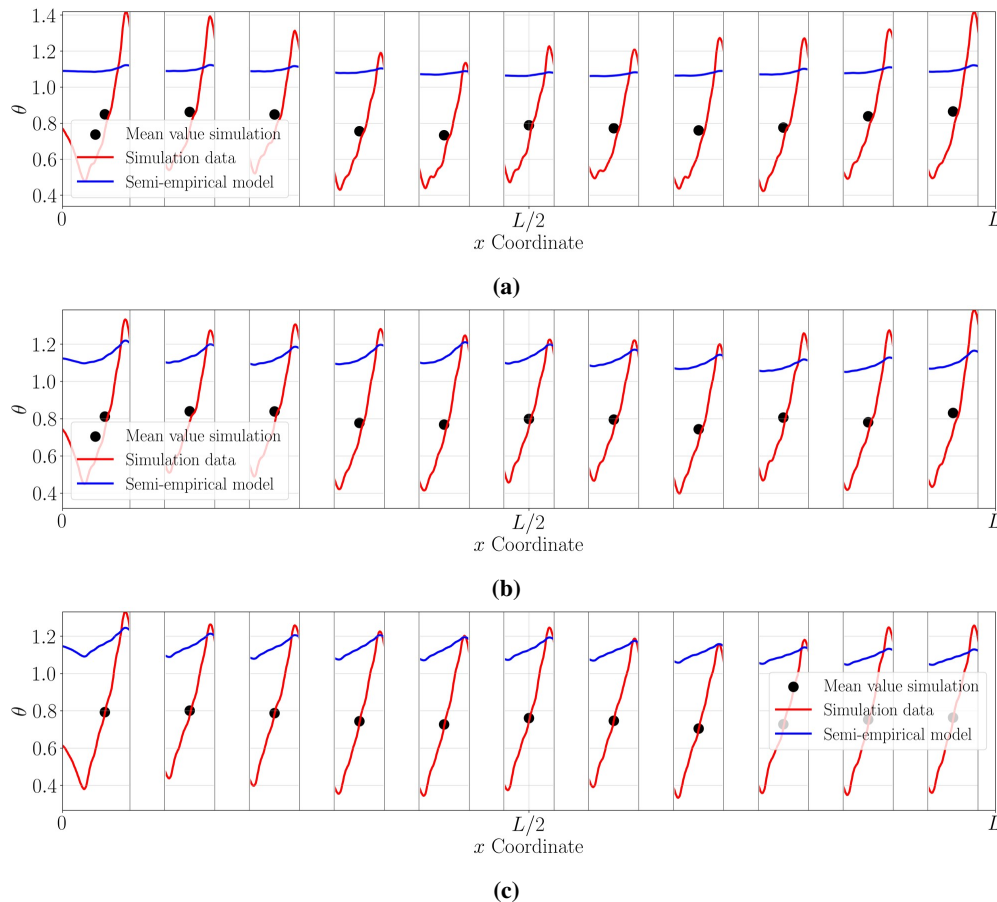 1.4
1.2
1.0
θ
0.8
Mean value simulation
0.6
Simulation data
Semi-empirical model
0.4
0
L/2
L
x Coordinate
(a)
1.2
1.0
θ
0.8
Mean value simulation
0.6
Simulation data
Semi-empirical model
0.4
0
L/2
L
x Coordinate
(b)
1.2
1.0
θ
0.8
Mean value simulation
Simulation data
0.6
Semi-empirical model
0.4
0
L/2
L
x Coordinate
(c)